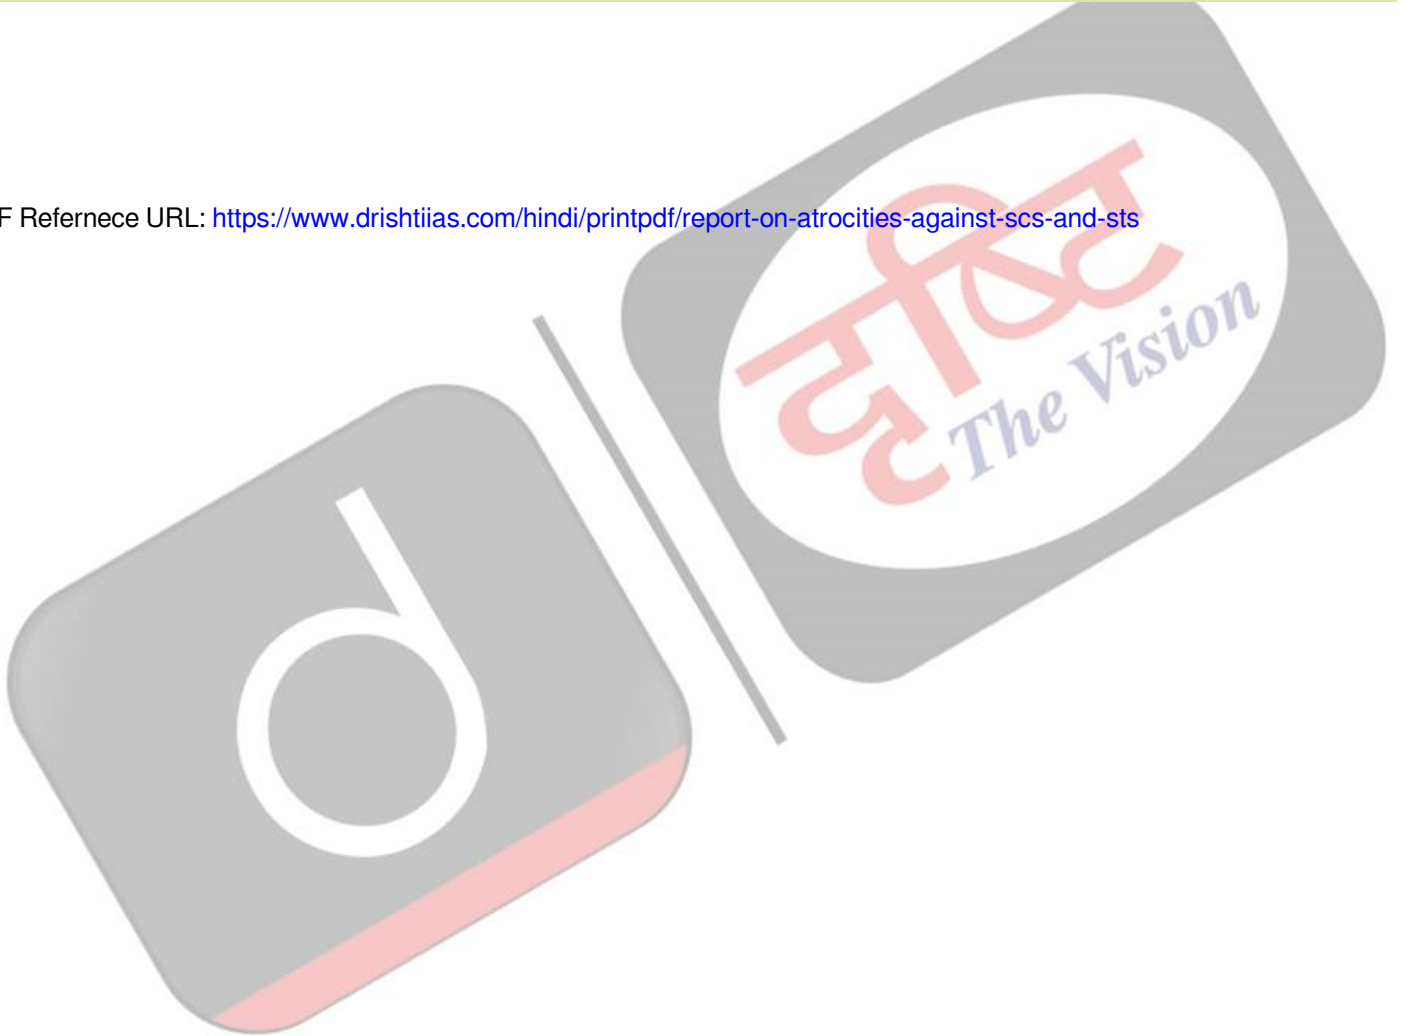 F Refernece URL: https://www.drishtiias.com/hindi/printpdf/report-on-atrocities-against-scs-and-sts
दृष्टि
The Vision
d